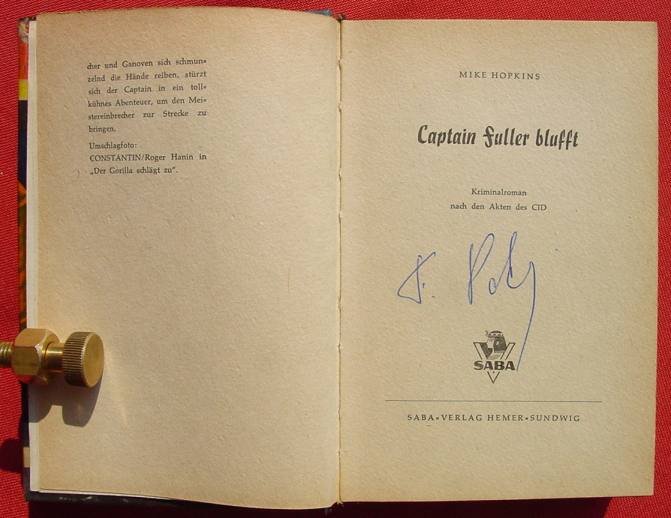 cher und Ganoven sich schmun-
zelnd die Hände reiben, stürzt
sich der Captain in ein toll-
kühnes Abenteuer, um den Mei-
stereinbrecher zur Strecke zu
bringen.
Umschlagfoto:
CONSTANTIN/Roger Hanin in
„Der Gorilla schlägt zu“.
MIKE HOPKINS
Captain Fuller blufft
Kriminalroman
nach den Akten des CID
SABA
SABA-VERLAG HEMER-SUNDWIG